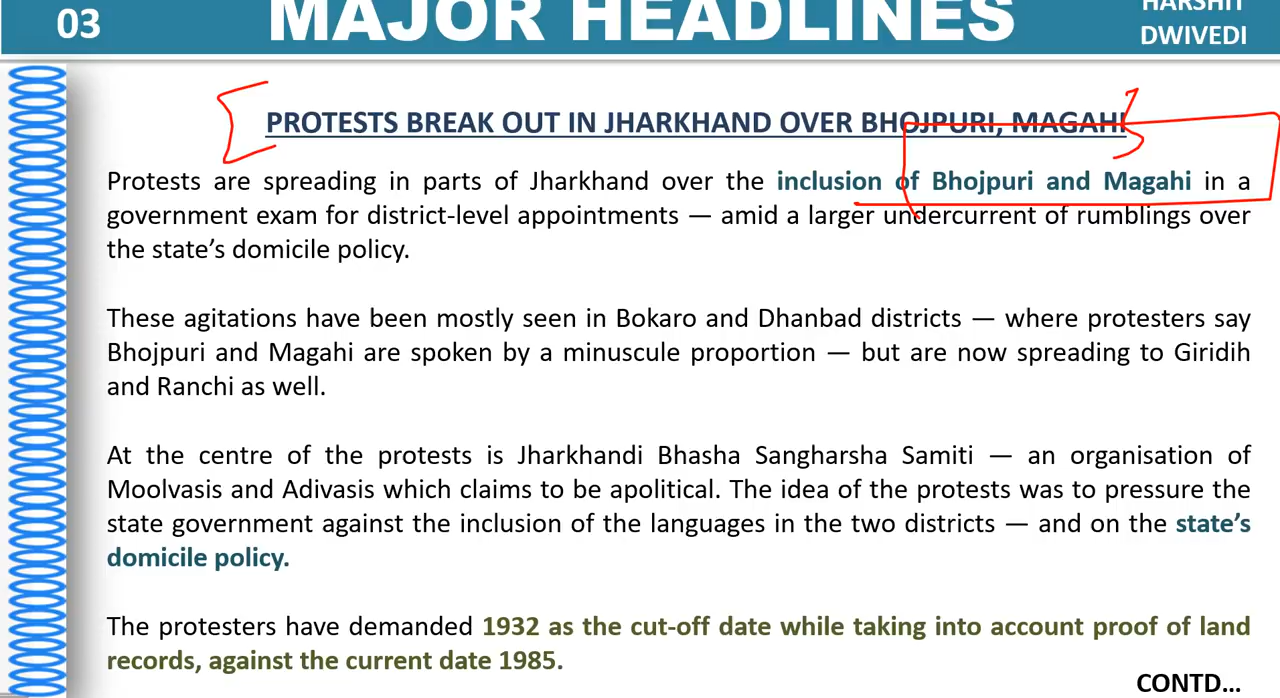 03
MAJOR HEADLINES
HARSHIT
DWIVEDI
PROTESTS BREAK OUT IN JHARKHAND OVER BHOJPURI, MAGAHI
Protests are spreading in parts of Jharkhand over the inclusion of Bhojpuri and Magahi in a
government exam for district-level appointments — amid a larger undercurrent of rumblings over
the state’s domicile policy.
These agitations have been mostly seen in Bokaro and Dhanbad districts — where protesters say
Bhojpuri and Magahi are spoken by a minuscule proportion — but are now spreading to Giridih
and Ranchi as well.
At the centre of the protests is Jharkhandi Bhasha Sangharsha Samiti — an organisation of
Moolvasis and Adivasis which claims to be apolitical. The idea of the protests was to pressure the
state government against the inclusion of the languages in the two districts — and on the state’s
domicile policy.
The protesters have demanded 1932 as the cut-off date while taking into account proof of land
records, against the current date 1985.
CONTD...